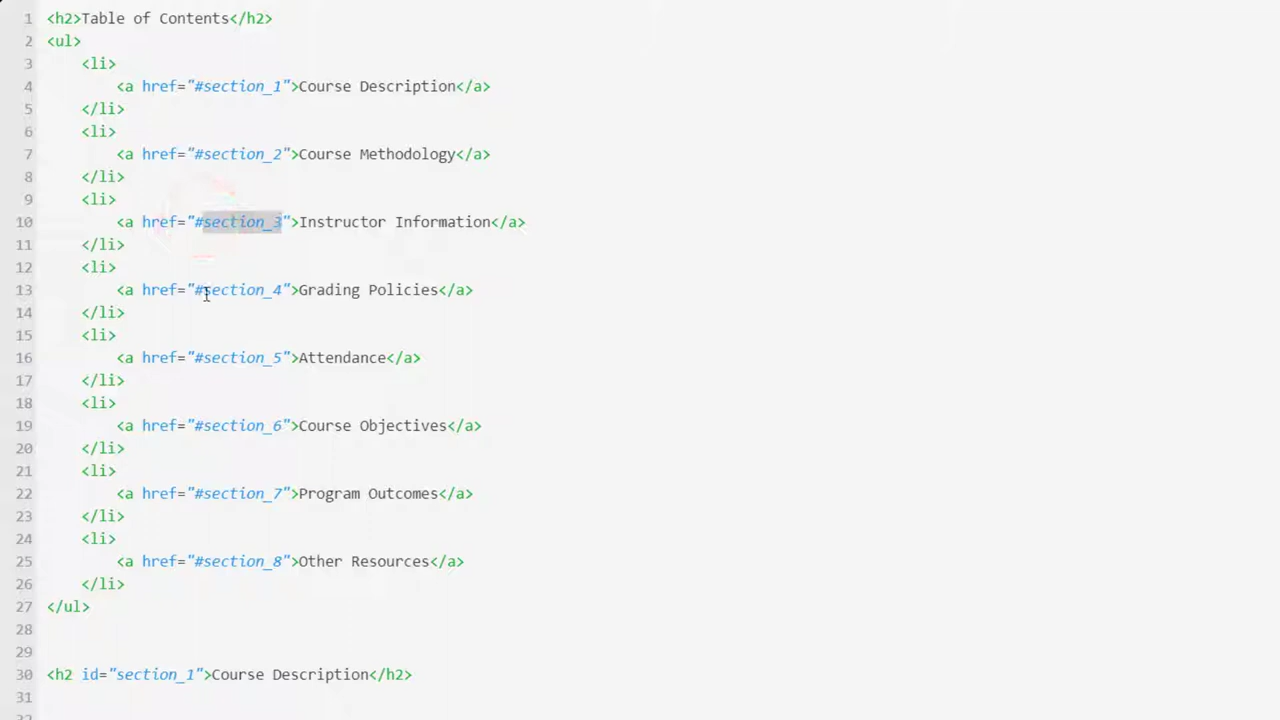 1 <h2>Table of Contents</h2>
2 <ul>
3 <li>
4 <a href="#section_1">Course Description</a>
5 </li>
6 <li>
7 <a href="#section_2">Course Methodology</a>
8 </li>
9 <li>
10 <a href="#section_3">Instructor Information</a>
11 </li>
12 <li>
13 <a href="#section_4">Grading Policies</a>
14 </li>
15 <li>
16 <a href="#section_5">Attendance</a>
17 </li>
18 <li>
19 <a href="#section_6">Course Objectives</a>
20 </li>
21 <li>
22 <a href="#section_7">Program Outcomes</a>
23 </li>
24 <li>
25 <a href="#section_8">Other Resources</a>
26 </li>
27 </ul>
28
29
30 <h2 id="section_1">Course Description</h2>
31